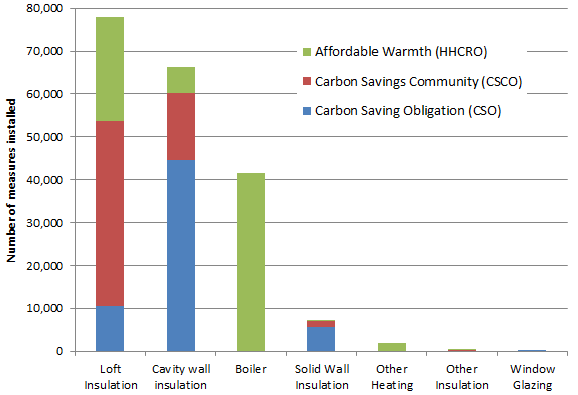 80,000
70,000
60,000
50,000
40,000
30,000
20,000
10,000
0
Number of measures installed
Affordable Warmth (HHCRO)
Carbon Savings Community (CSCO)
Carbon Saving Obligation (CSO)
Loft
Insulation
Cavity wall
insulation
Boiler
Solid Wall
Insulation
Other
Heating
Other
Insulation
Window
Glazing